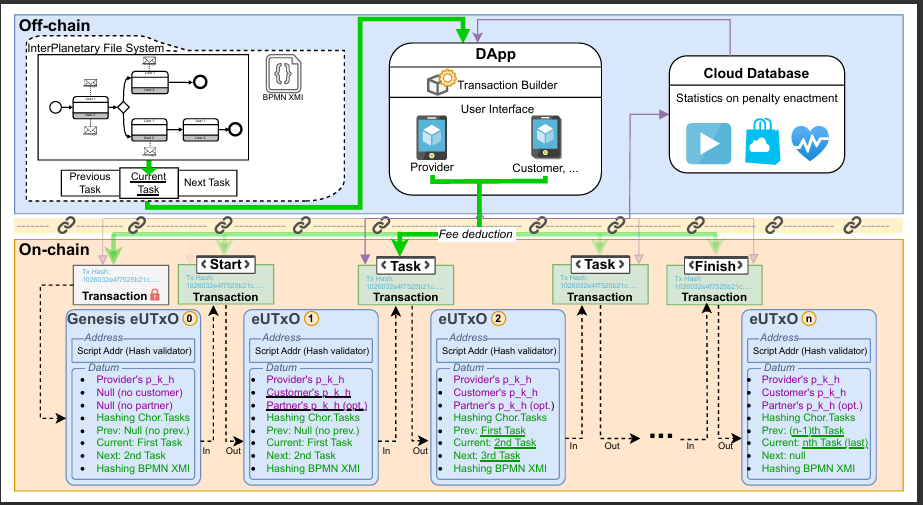 Off-chain
InterPlanetary File System
BPMN XMI
Previous
Task
Current
Task
Next Task
DApp
Transaction Builder
User Interface
Provider
Customer, ...
Cloud Database
Statistics on penalty enactment
Fee deduction
On-chain
Tx Hash:
1026032e4f7525b21c.....
Transaction
<Start>
Tx Hash:
1026032e4f7525b21c.....
Transaction
<Task>
Tx Hash:
1026032e4f7525b21c.....
Transaction
<Task>
Tx Hash:
1026032e4f7525b21c.....
Transaction
<Finish>
Tx Hash:
1026032e4f7525b21c.....
Transaction
Genesis eUTxO 0
Address
Script Addr (Hash validator)
Datum
Provider's p_k_h
Null (no customer)
Null (no partner)
Hashing Chor.Tasks
Prev: Null (no prev.)
Current: First Task
Next: 2nd Task
Hashing BPMN XMI
In
Out
eUTxO 1
Address
Script Addr (Hash validator)
Datum
Provider's p_k_h
Customer's p_k_h
Partner's p_k_h (opt.)
Hashing Chor.Tasks
Prev: Null (no prev.)
Current: First Task
Next: 2nd Task
Hashing BPMN XMI
In
Out
eUTxO 2
Address
Script Addr (Hash validator)
Datum
Provider's p_k_h
Customer's p_k_h
Partner's p_k_h (opt.)
Hashing Chor.Tasks
Prev: First Task
Current: 2nd Task
Next: 3rd Task
Hashing BPMN XMI
In
Out
...
In
Out
eUTxO n
Address
Script Addr (Hash validator)
Datum
Provider's p_k_h
Customer's p_k_h
Partner's p_k_h (opt.)
Hashing Chor.Tasks
Prev: (n-1)th Task
Current: nth Task (last)
Next: null
Hashing BPMN XMI